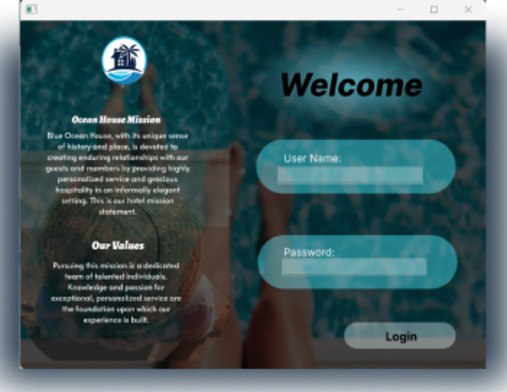 Ocean House Mission
Blue Ocean House, with its unique sense
of history and place, is devoted to
creating enduring relationships with our
guests and members by providing highly
personalized service and gracious
hospitality in an informally elegant
setting. This is our hotel mission
statement.
Our Values
Pursuing this mission is a dedicated
team of talented individuals.
Knowledge and passion for
exceptional, personalized service are
the foundation upon which our
experience is built.
Welcome
User Name:
Password:
Login